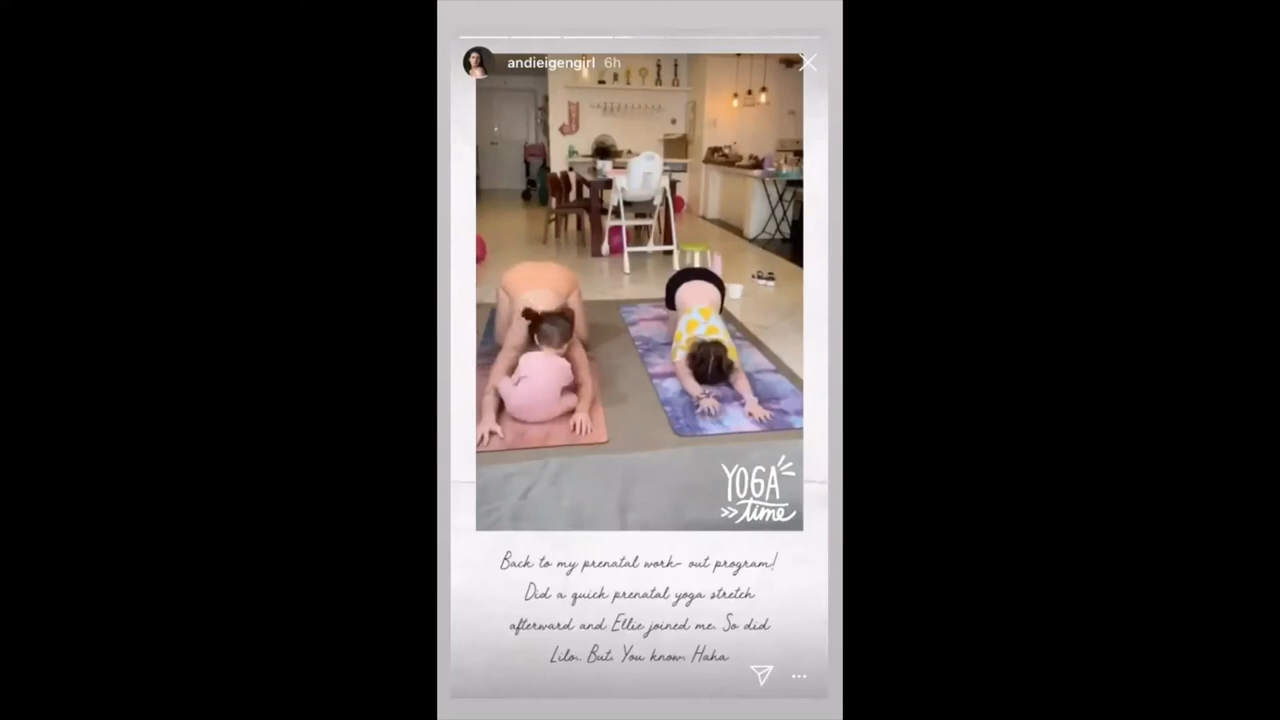 andieigengirl 6h
J
YOGA
>> time
Back to my prenatal work- out program!
Did a quick prenatal yoga stretch
afterward and Ellie joined me. So did
Lilo.. But. You know. Haha